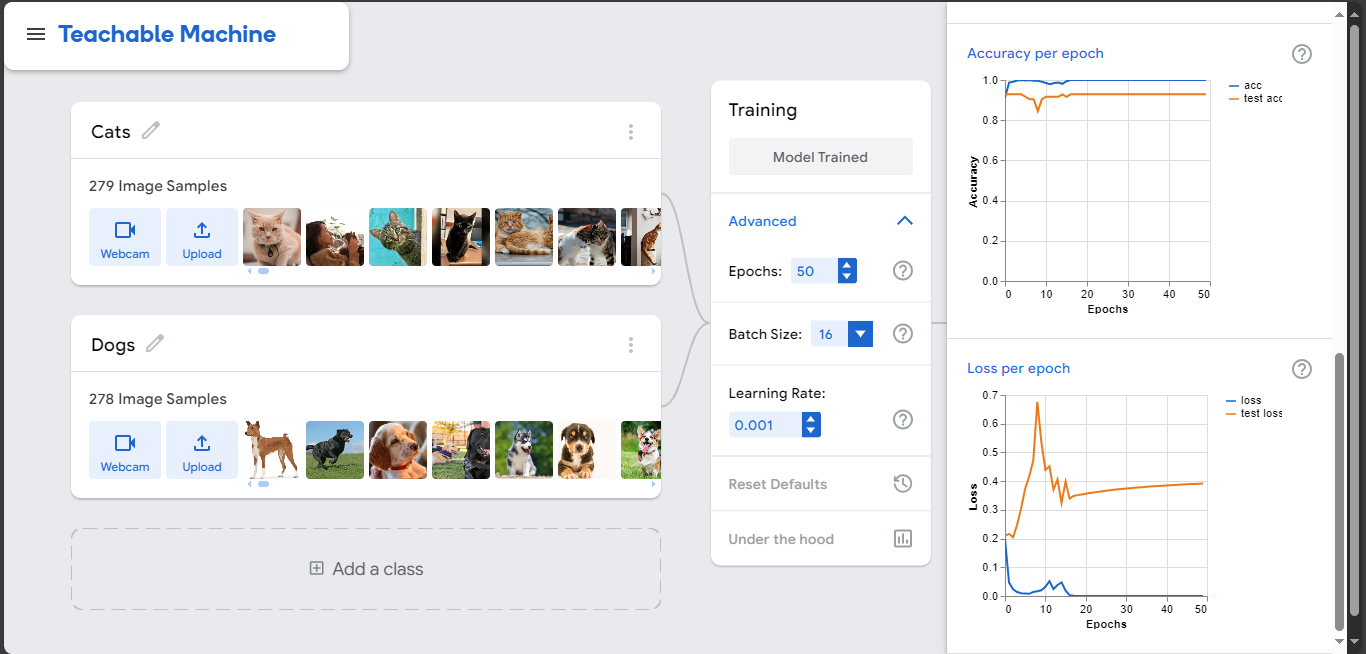 Teachable Machine
Cats
279 Image Samples
Webcam
Upload
Dogs
278 Image Samples
Webcam
Upload
Add a class
Training
Model Trained
Advanced
Epochs: 50
Batch Size: 16
Learning Rate:
0.001
Reset Defaults
Under the hood
Accuracy per epoch
acc
test acc
1.0
0.8
0.6
0.4
0.2
0.0
Accuracy
0 10 20 30 40 50
Epochs
Loss per epoch
loss
test loss
0.7
0.6
0.5
0.4
0.3
0.2
0.1
0.0
Loss
0 10 20 30 40 50
Epochs